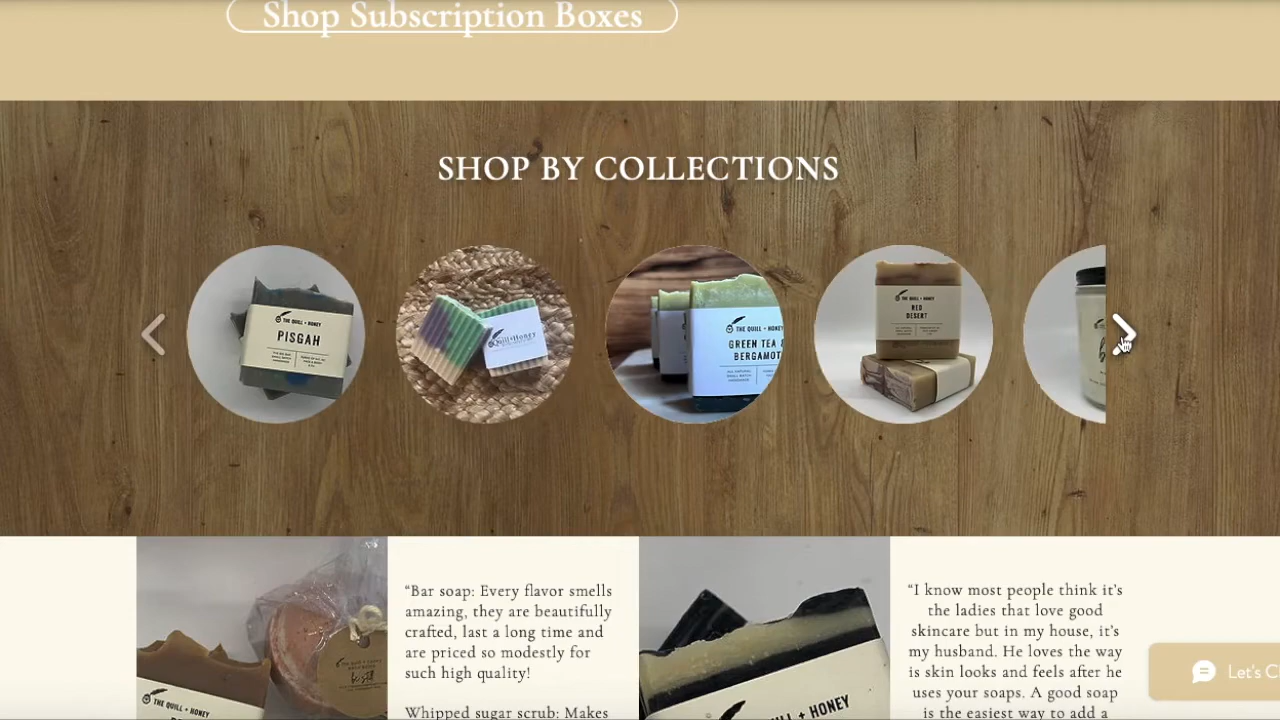 Shop Subscription Boxes
SHOP BY COLLECTIONS
THE QUILL + HONEY
PISGAH
Quill+Honey
THE QUILL + HONEY
GREEN TEA &
BERGAMOT
THE QUILL + HONEY
RED
DESERT
“Bar soap: Every flavor smells
amazing, they are beautifully
crafted, last a long time and
are priced so modestly for
such high quality!
Whipped sugar scrub: Makes
“I know most people think it’s
the ladies that love good
skincare but in my house, it’s
my husband. He loves the way
is skin looks and feels after he
uses your soaps. A good soap
is the easiest way to add a
THE QUILL + HONEY
THE QUILL + HONEY
be still
QUILL + HONEY
Let's C